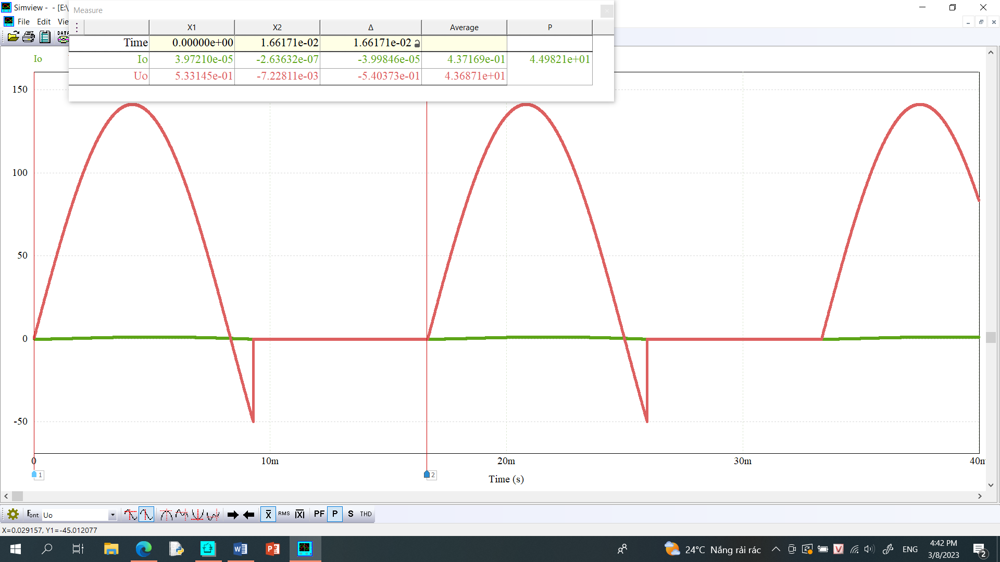 Simview - - [E:\
Measure
File Edit Vie
X1 X2 Δ Average P
DATA
Time 0.00000e+00 1.66171e-02 1.66171e-02
Io 3.97210e-05 -2.63632e-07 -3.99846e-05 4.37169e-01 4.49821e+01
Uo 5.33145e-01 -7.22811e-03 -5.40373e-01 4.36871e+01
Io
150
100
50
0
-50
0 10m 20m 30m 40m
1 2
Time (s)
Font Uo X RMS |X| PF P S THD
X=0.029157, Y1=-45.012077
24°C Nắng rải rác V ENG
4:42 PM
3/8/2023
2